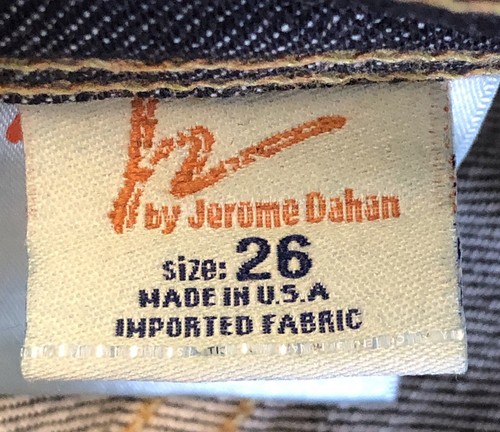 by Jerome Dahan
size: 26
MADE IN U.S.A
IMPORTED FABRIC